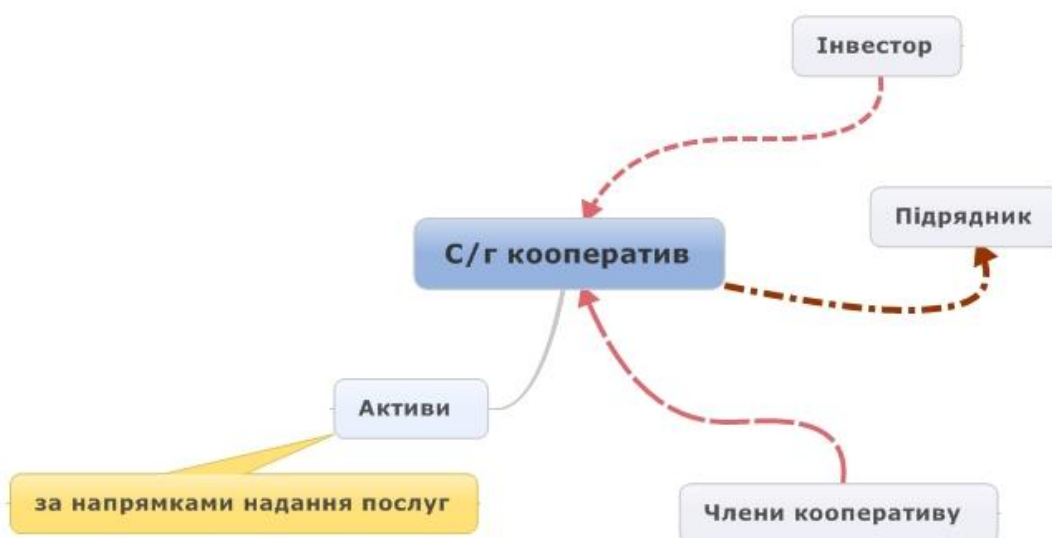 Інвестор
Підрядник
С/г кооператив
Активи
за напрямками надання послуг
Члени кооперативу